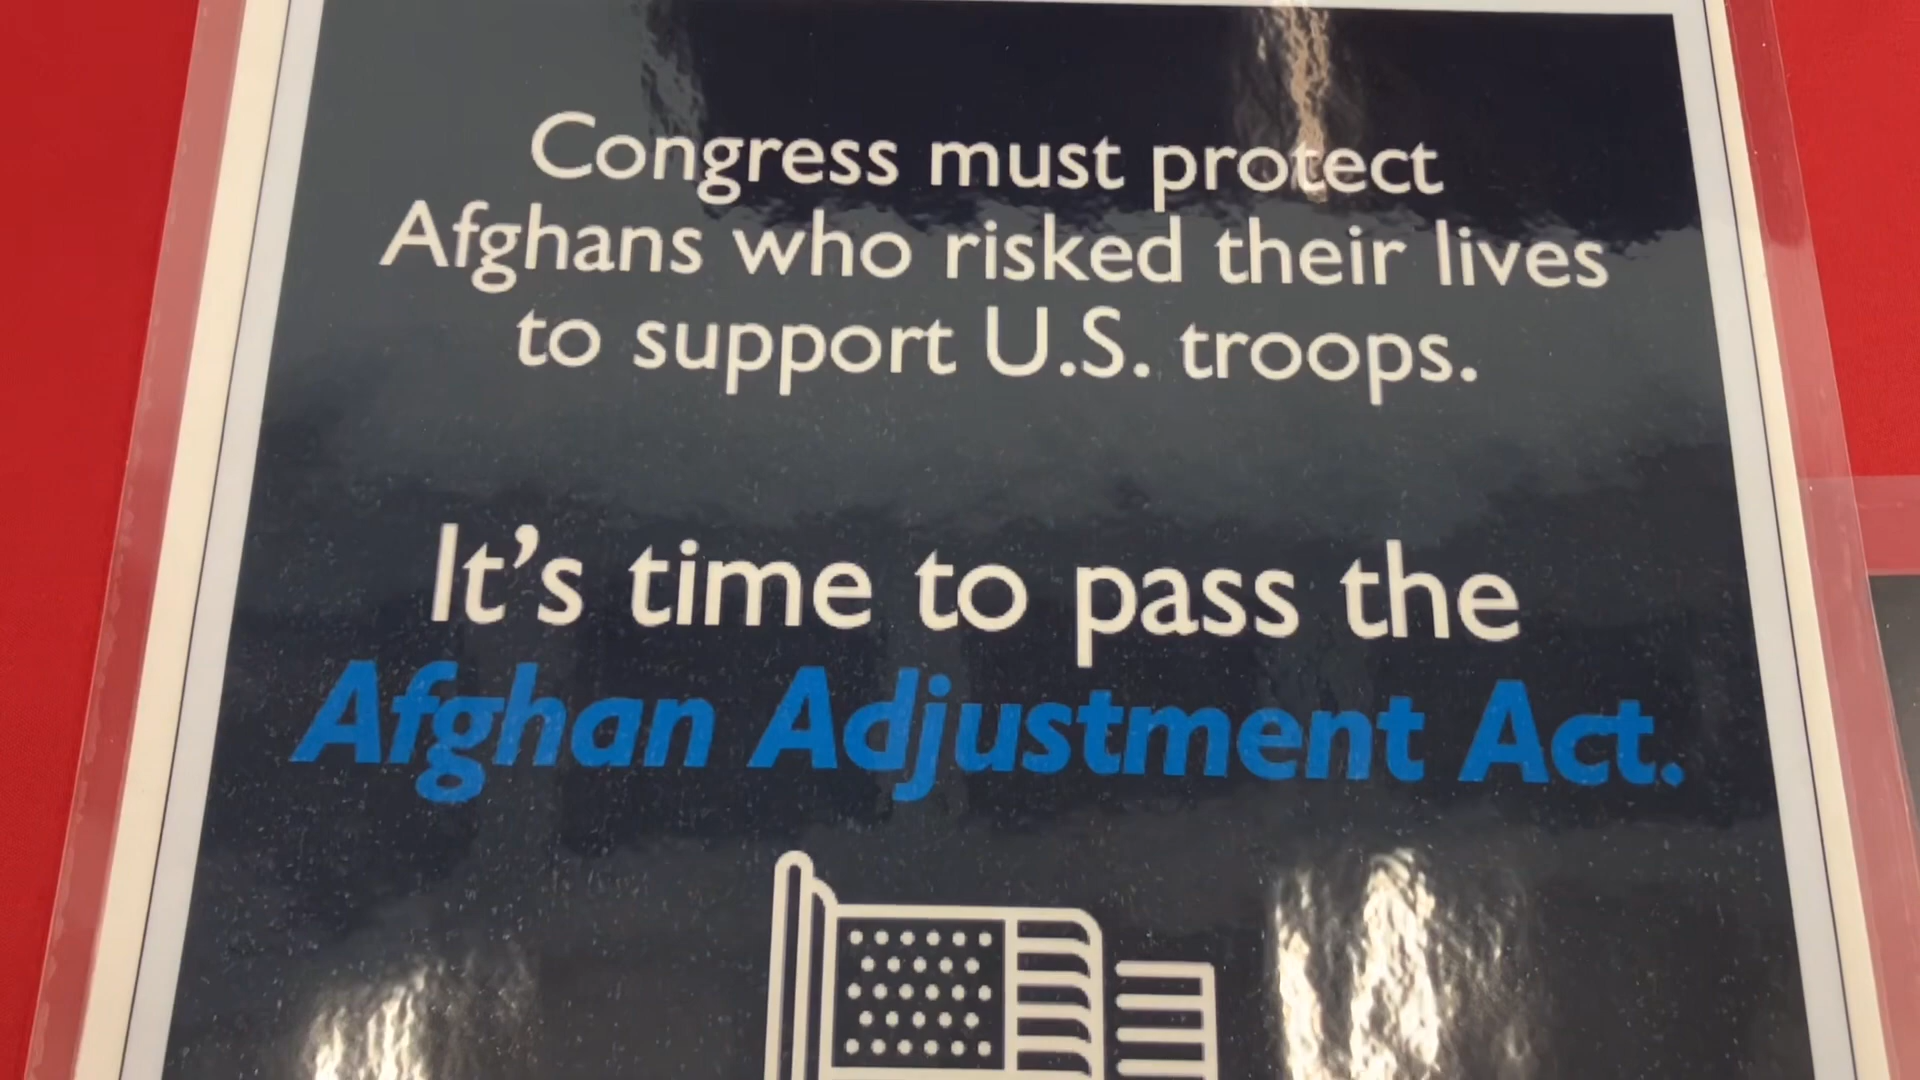 Congress must protect
Afghans who risked their lives
to support U.S. troops.
It’s time to pass the
Afghan Adjustment Act.